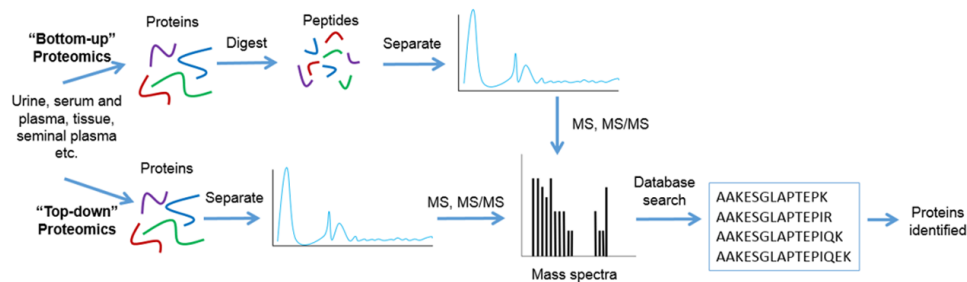 “Bottom-up”
Proteomics
Proteins
Digest
Peptides
Separate
Urine, serum and
plasma, tissue,
seminal plasma
etc.
MS, MS/MS
“Top-down”
Proteomics
Proteins
Separate
MS, MS/MS
Mass spectra
Database
search
AAKESGLAPTEPK
AAKESGLAPTEPIR
AAKESGLAPTEPIQK
AAKESGLAPTEPIQEK
Proteins
identified